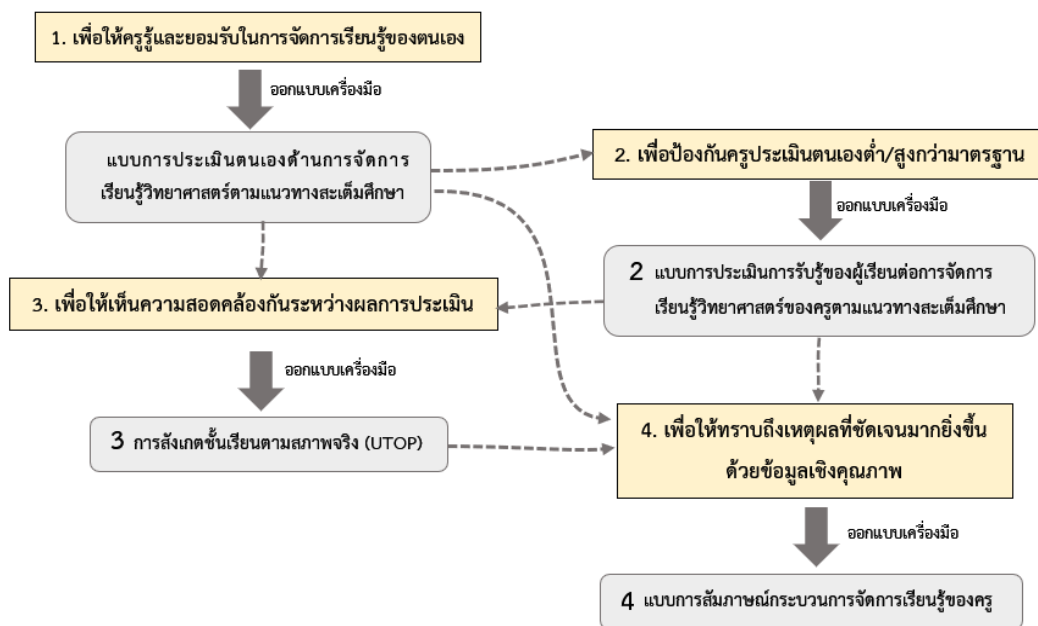 1. เพื่อให้ครูรู้และยอมรับในการจัดการเรียนรู้ของตนเอง
ออกแบบเครื่องมือ
แบบการประเมินตนเองด้านการจัดการ
เรียนรู้วิทยาศาสตร์ตามแนวทางสะเต็มศึกษา
2. เพื่อป้องกันครูประเมินตนเองต่ำ/สูงกว่ามาตรฐาน
ออกแบบเครื่องมือ
2 แบบการประเมินการรับรู้ของผู้เรียนต่อการจัดการ
เรียนรู้วิทยาศาสตร์ของครูตามแนวทางสะเต็มศึกษา
3. เพื่อให้เห็นความสอดคล้องกันระหว่างผลการประเมิน
ออกแบบเครื่องมือ
3 การสังเกตชั้นเรียนตามสภาพจริง (UTOP)
4. เพื่อให้ทราบถึงเหตุผลที่ชัดเจนมากยิ่งขึ้น
ด้วยข้อมูลเชิงคุณภาพ
ออกแบบเครื่องมือ
4 แบบการสัมภาษณ์กระบวนการจัดการเรียนรู้ของครู